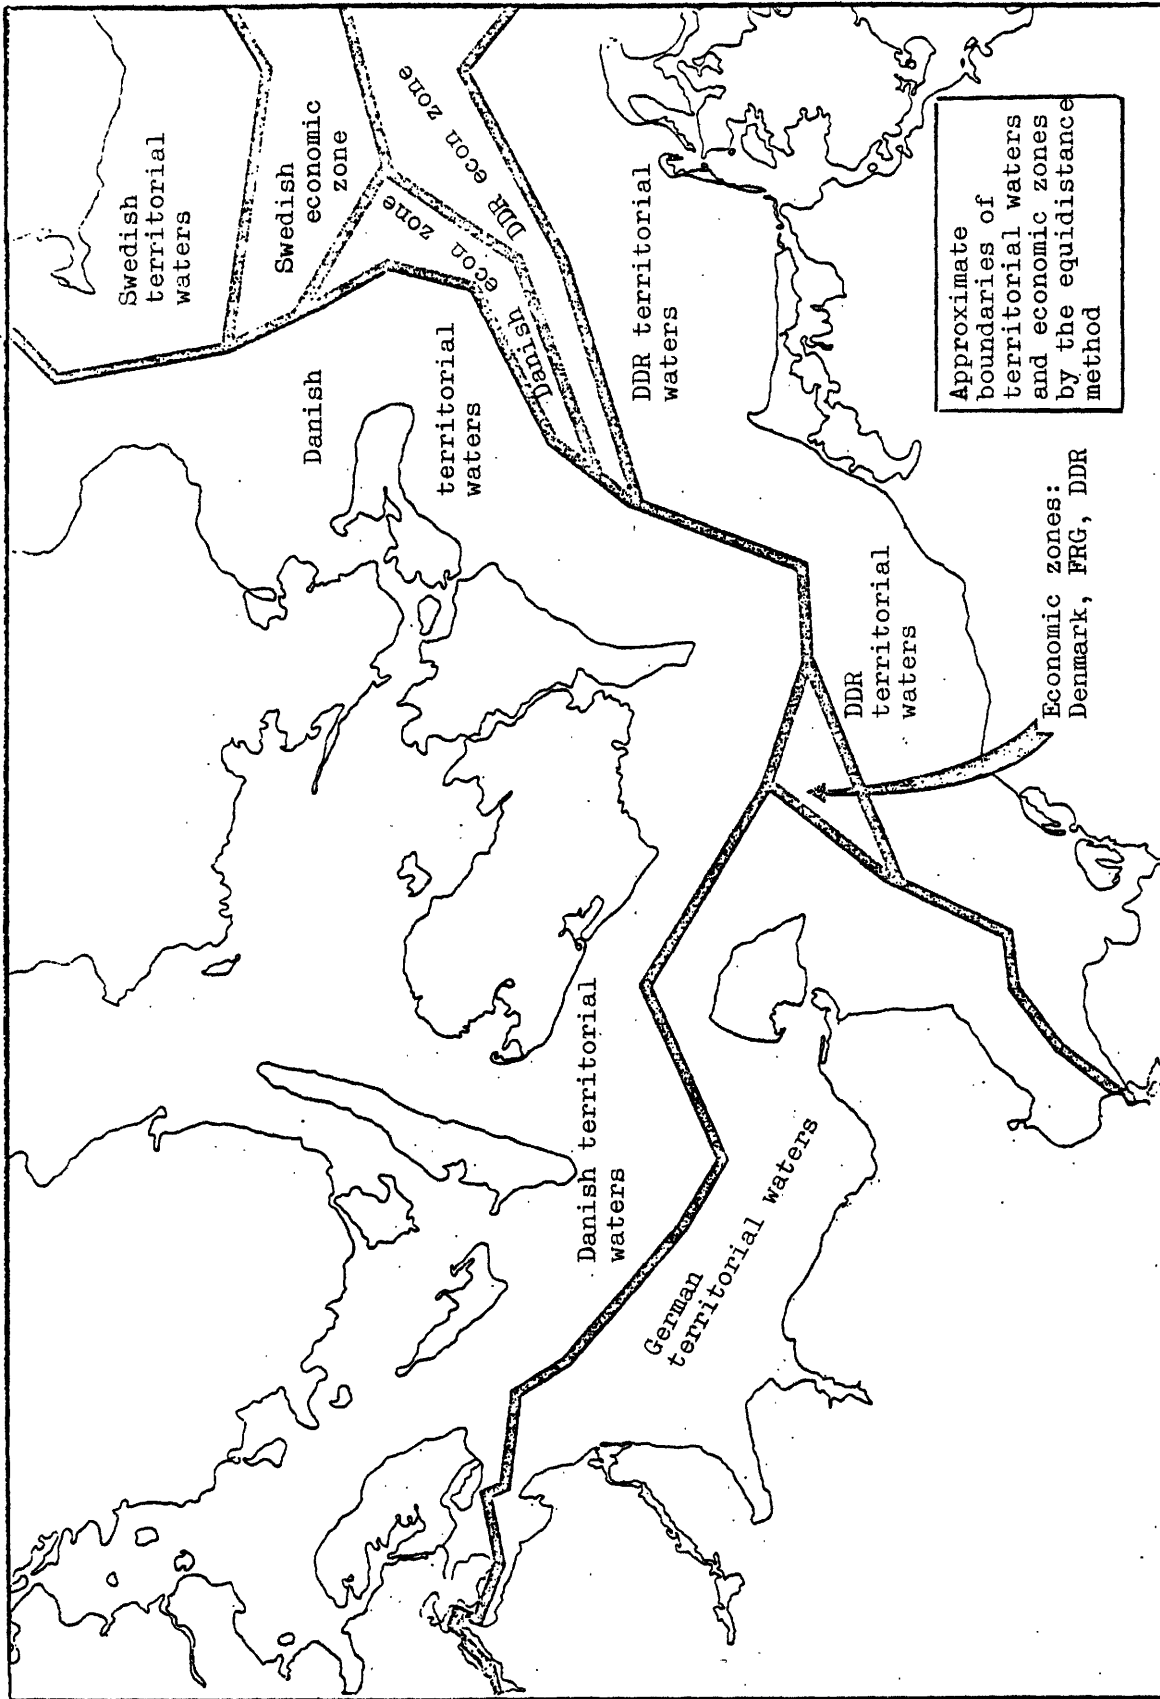 Swedish
territorial
waters
Swedish
economic
zone
DDR econ zone
Danish econ zone
Danish
territorial
waters
DDR territorial
waters
Danish territorial
waters
German
territorial waters
DDR
territorial
waters
Economic zones:
Denmark, FRG, DDR
Approximate
boundaries of
territorial waters
and economic zones
by the equidistance
method